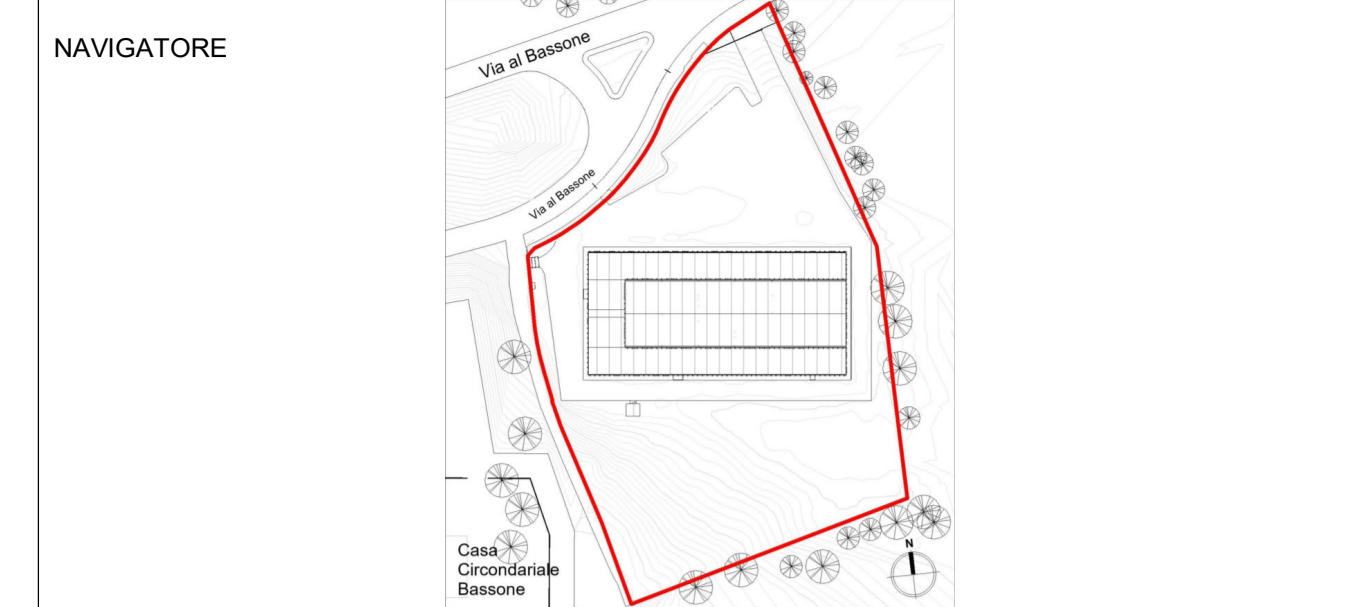 NAVIGATORE
Via al Bassone
Via al Bassone
Casa
Circondariale
Bassone
N